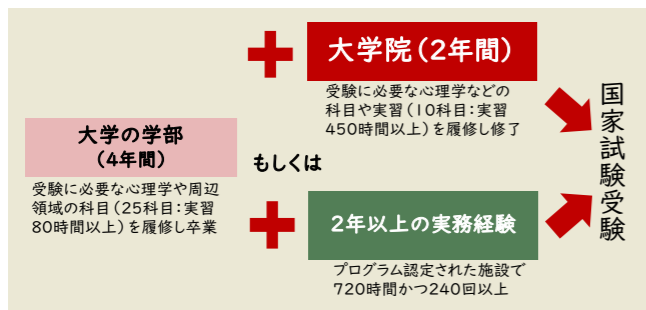 大学の学部
(4年間)
受験に必要な心理学や周辺
領域の科目(25科目:実習
80時間以上)を履修し卒業
大学院(2年間)
受験に必要な心理学などの
科目や実習(10科目:実習
450時間以上)を履修し修了
もしくは
2年以上の実務経験
プログラム認定された施設で
720時間かつ240回以上
国家試験受験